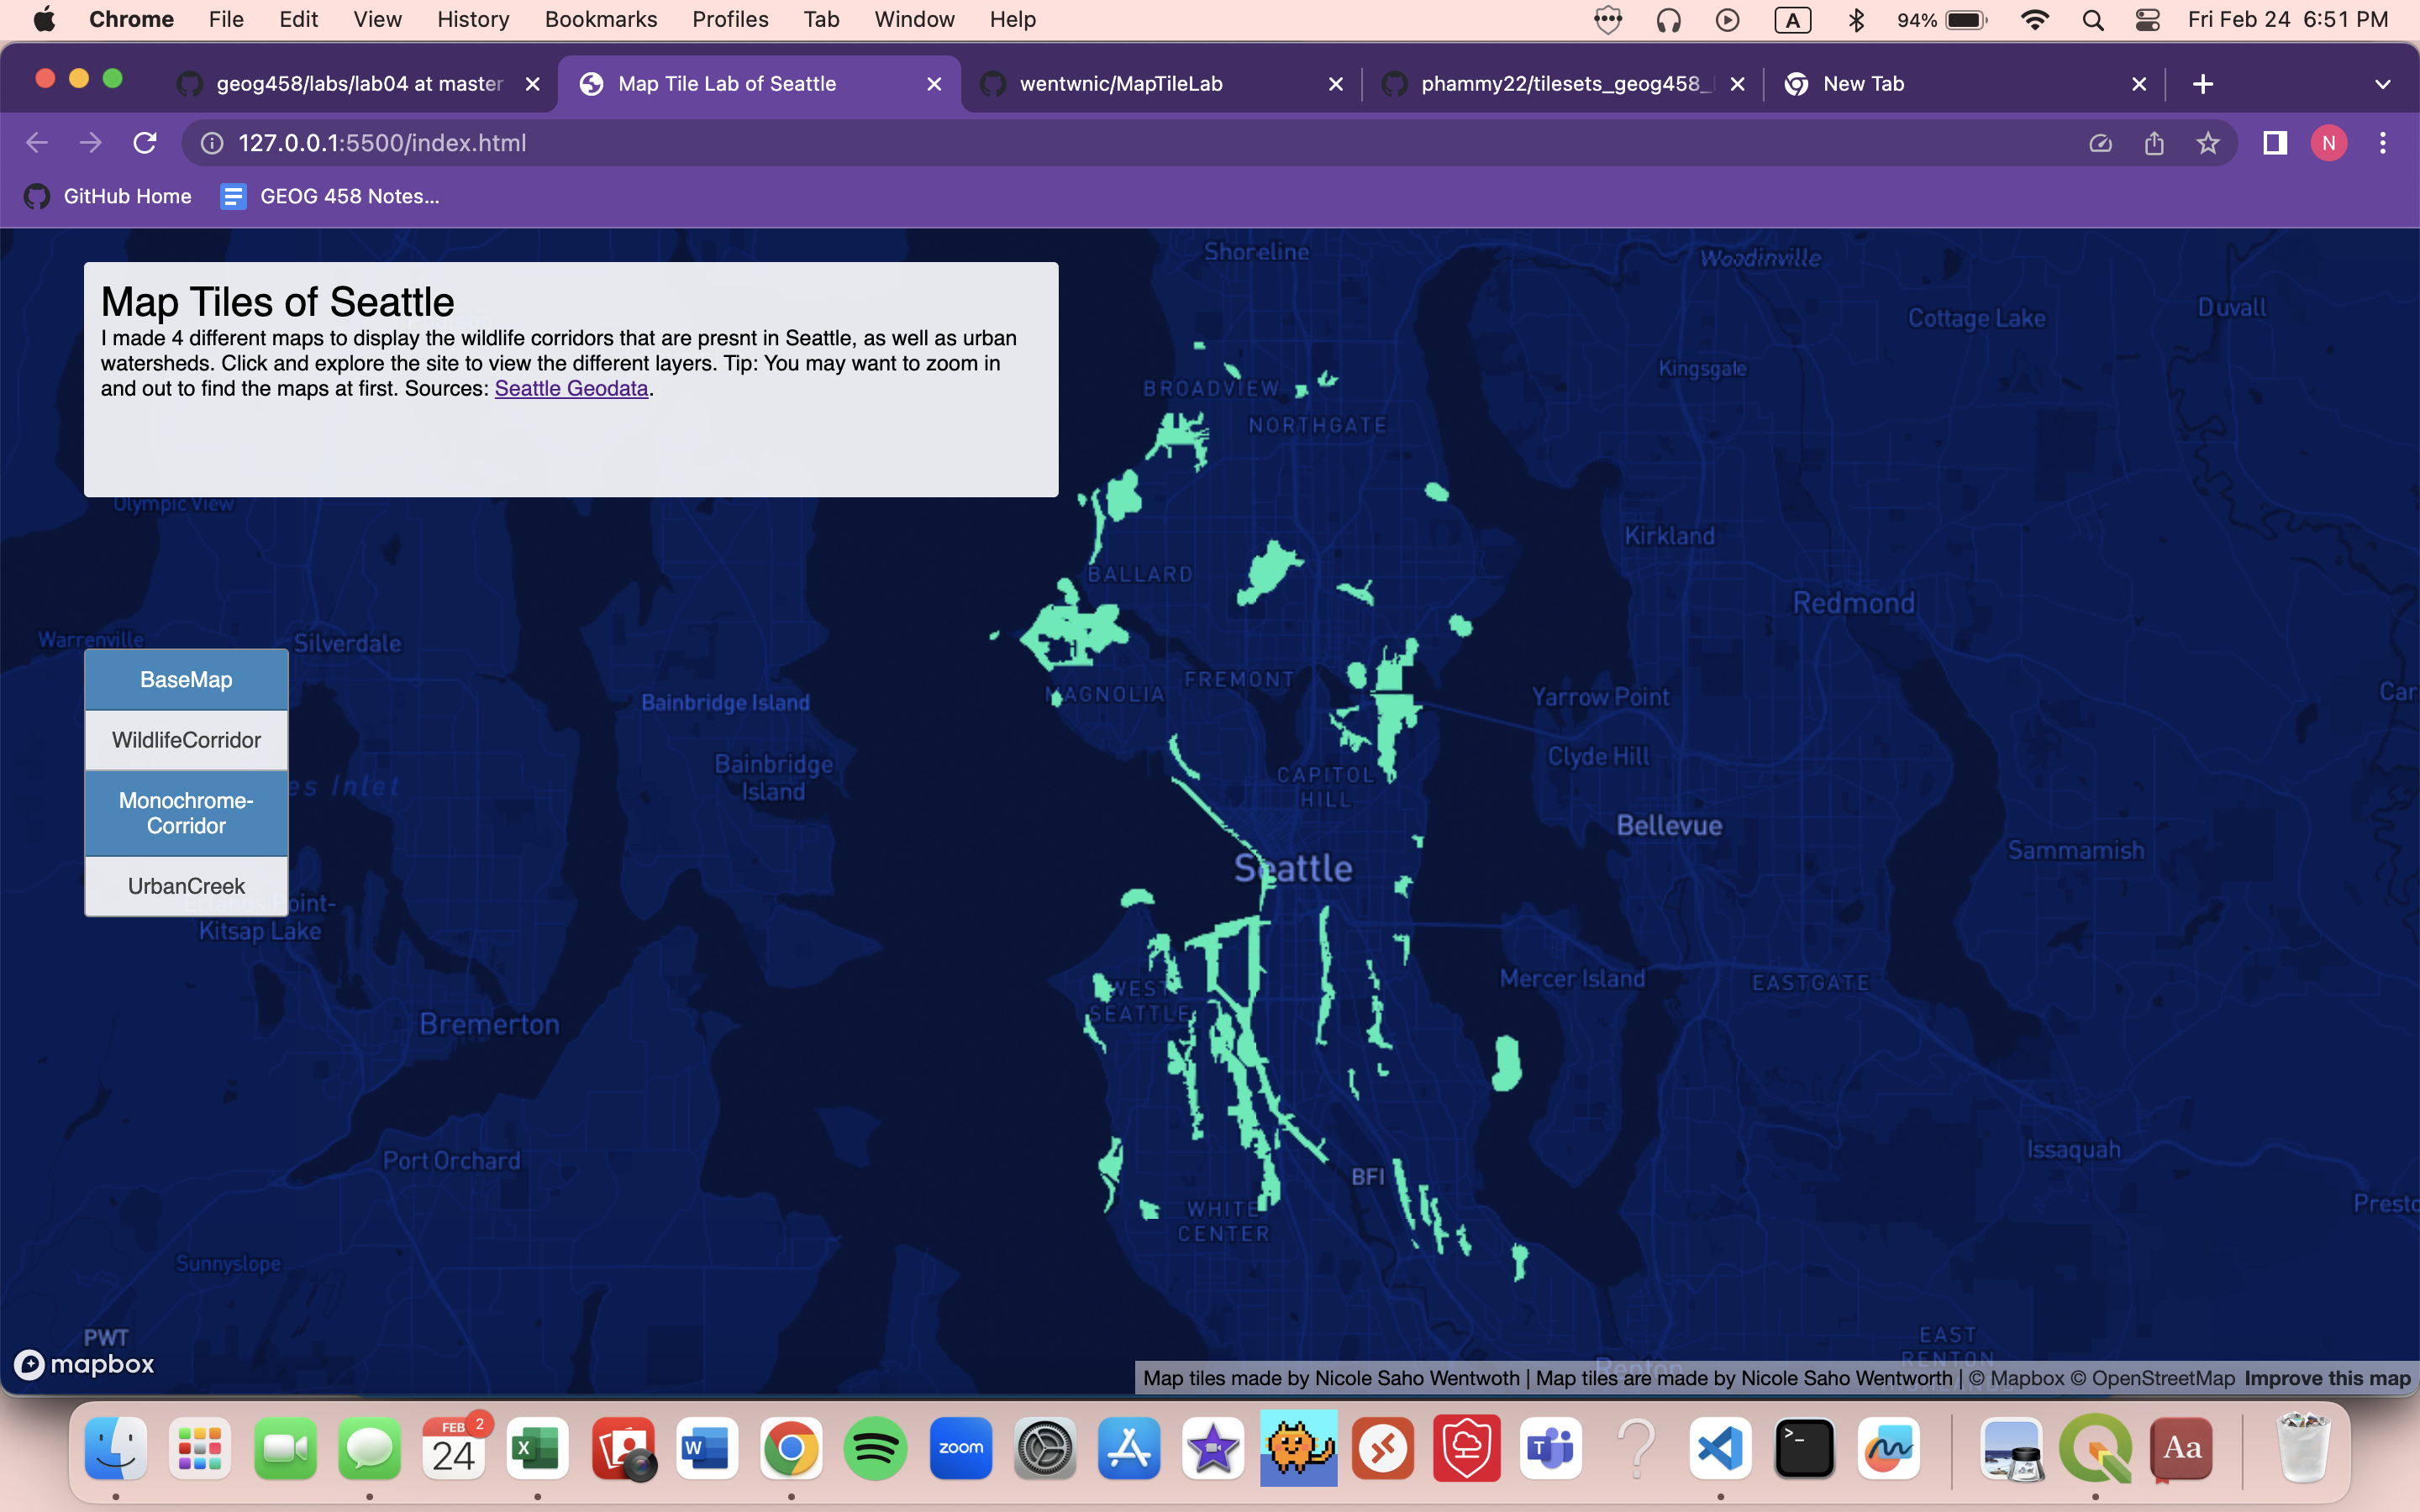 Chrome File Edit View History Bookmarks Profiles Tab Window Help A 94% Fri Feb 24 6:51 PM
geog458/labs/lab04 at master Map Tile Lab of Seattle wentwnic/MapTileLab phammy22/tilesets_geog458_ New Tab
127.0.0.1:5500/index.html N
GitHub Home GEOG 458 Notes...
Shoreline
Woodinville
Map Tiles of Seattle
Cottage Lake
Duvall
I made 4 different maps to display the wildlife corridors that are presnt in Seattle, as well as urban
watersheds. Click and explore the site to view the different layers. Tip: You may want to zoom in
and out to find the maps at first. Sources: Seattle Geodata.
Kingsgate
BROADVIEW
NORTHGATE
Olympic View
Kirkland
BALLARD
Redmond
Warrenville
Silverdale
BaseMap
FREMONT
MAGNOLIA
Yarrow Point
Car
Bainbridge Island
WildlifeCorridor
Clyde Hill
Bainbridge
Island
CAPITOL
HILL
es Inlet
Monochrome-
Corridor
Bellevue
Sammamish
Seattle
UrbanCreek
oint-
Kitsap Lake
Mercer Island
EASTGATE
WEST
SEATTLE
Bremerton
Issaquah
Port Orchard
BFI
Presto
WHITE
CENTER
Sunnyslope
PWT
EAST
RENTON
mapbox
Renton
Map tiles made by Nicole Saho Wentwoth | Map tiles are made by Nicole Saho Wentworth | © Mapbox © OpenStreetMap Improve this map
FEB 2
24
X
W
zoom
T
?
>_
Aa